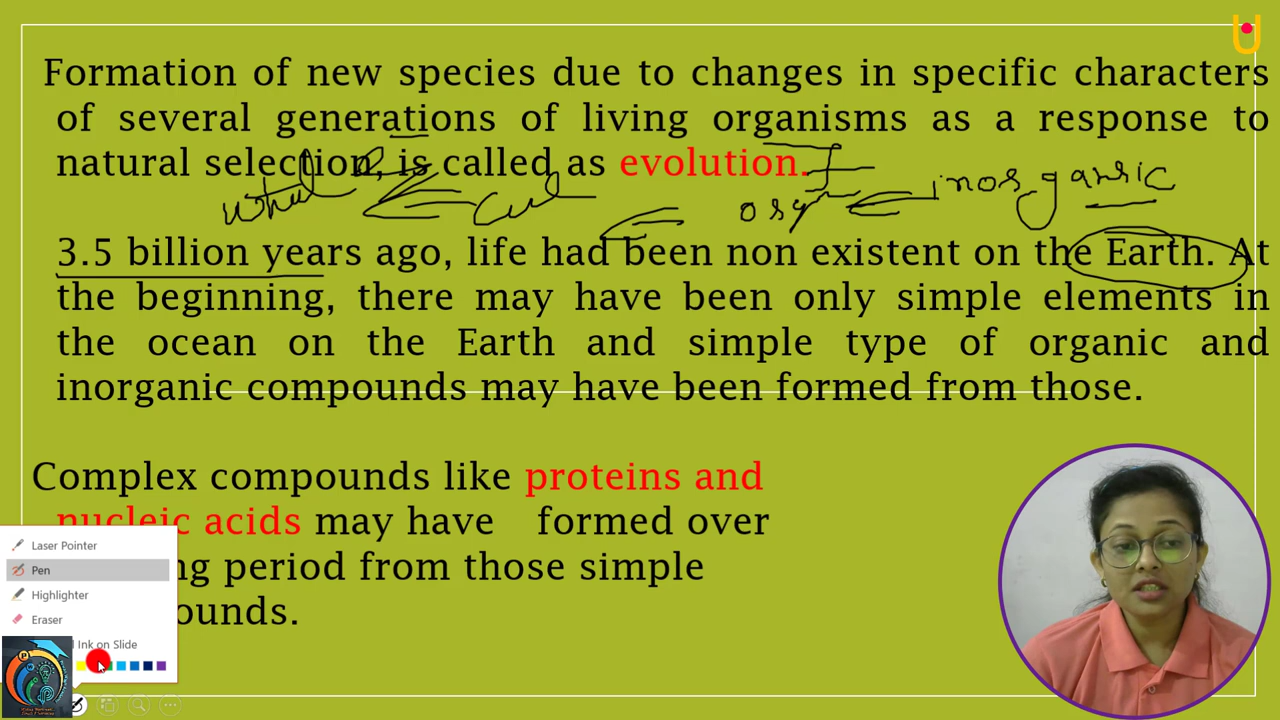 Formation of new species due to changes in specific characters
of several generations of living organisms as a response to
natural selection, is called as evolution.
inorganic
3.5 billion years ago, life had been non existent on the Earth. At
the beginning, there may have been only simple elements in
the ocean on the Earth and simple type of organic and
inorganic compounds may have been formed from those.
Complex compounds like proteins and
nucleic acids may have formed over
period from those simple
Laser Pointer
Pen
Highlighter
Eraser
Ink on Slide